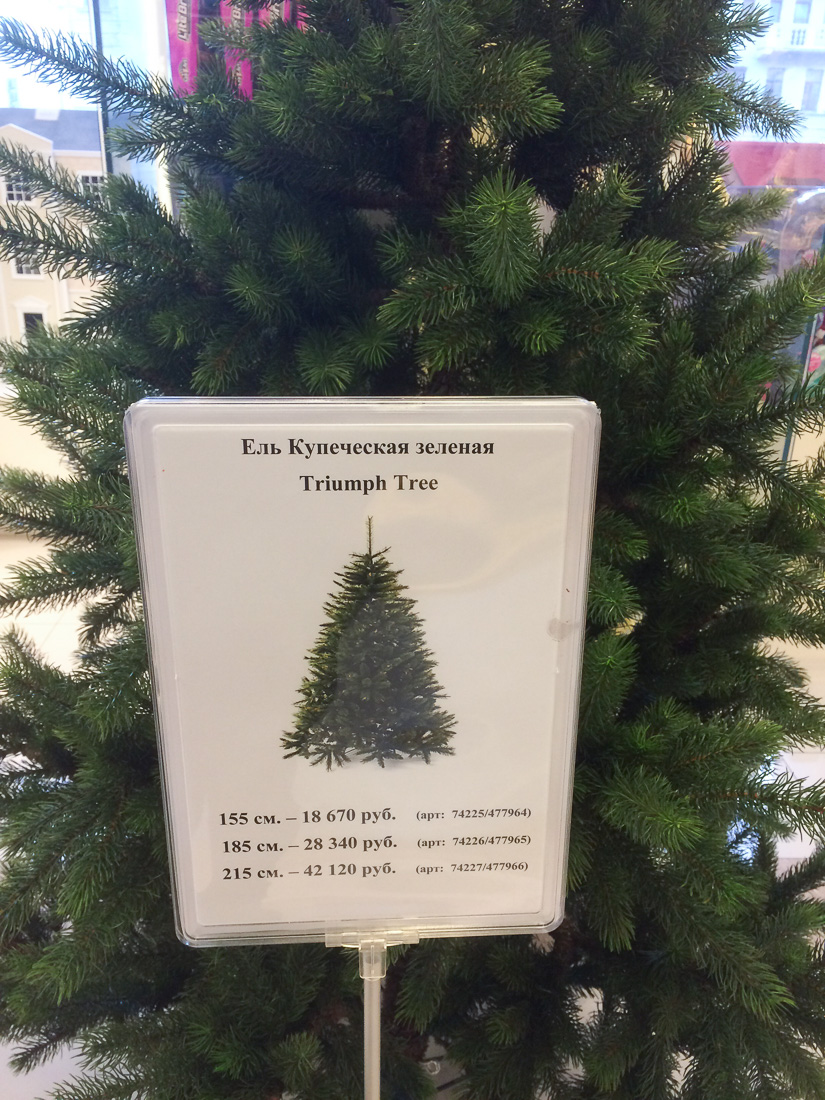 Ель Купеческая зеленая
Triumph Tree
155 см. – 18 670 руб. (арт: 74225/477964)
185 см. – 28 340 руб. (арт: 74226/477965)
215 см. – 42 120 руб. (арт: 74227/477966)